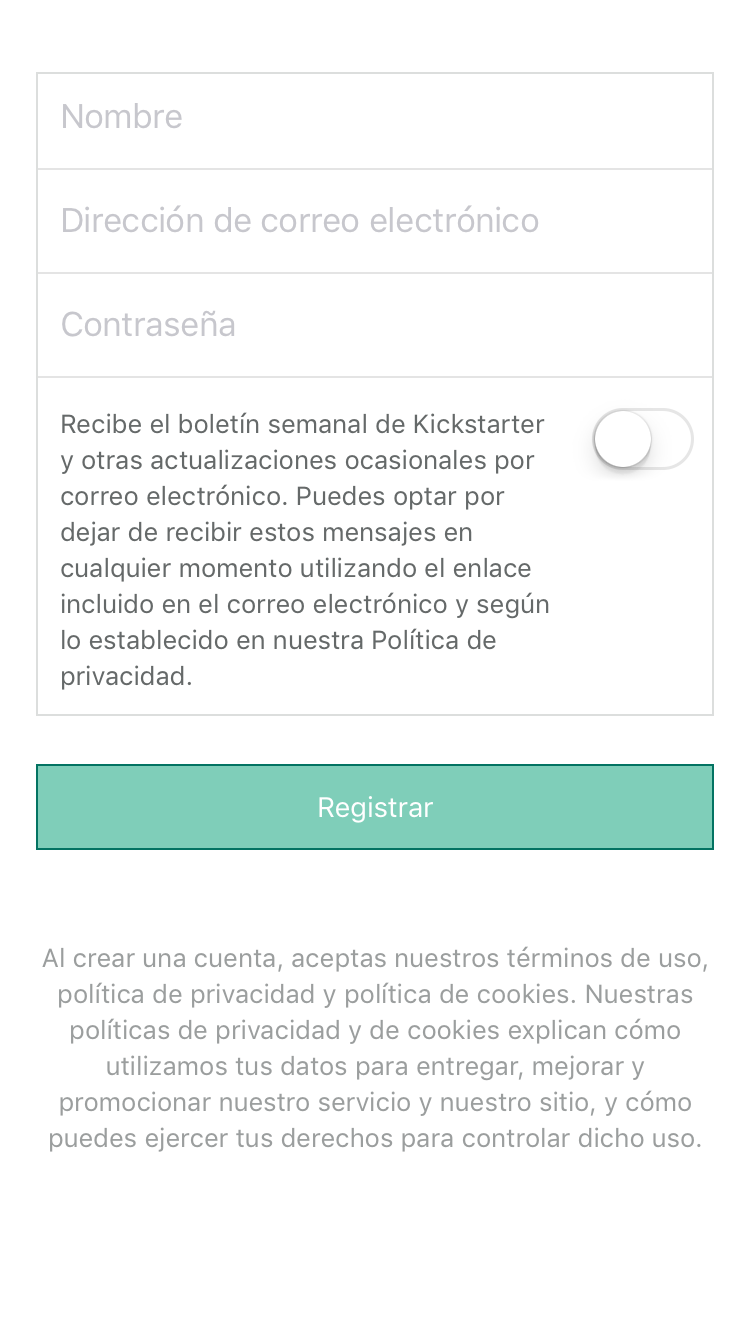 Nombre
Dirección de correo electrónico
Contraseña
Recibe el boletín semanal de Kickstarter
y otras actualizaciones ocasionales por
correo electrónico. Puedes optar por
dejar de recibir estos mensajes en
cualquier momento utilizando el enlace
incluido en el correo electrónico y según
lo establecido en nuestra Política de
privacidad.
Registrar
Al crear una cuenta, aceptas nuestros términos de uso,
política de privacidad y política de cookies. Nuestras
políticas de privacidad y de cookies explican cómo
utilizamos tus datos para entregar, mejorar y
promocionar nuestro servicio y nuestro sitio, y cómo
puedes ejercer tus derechos para controlar dicho uso.